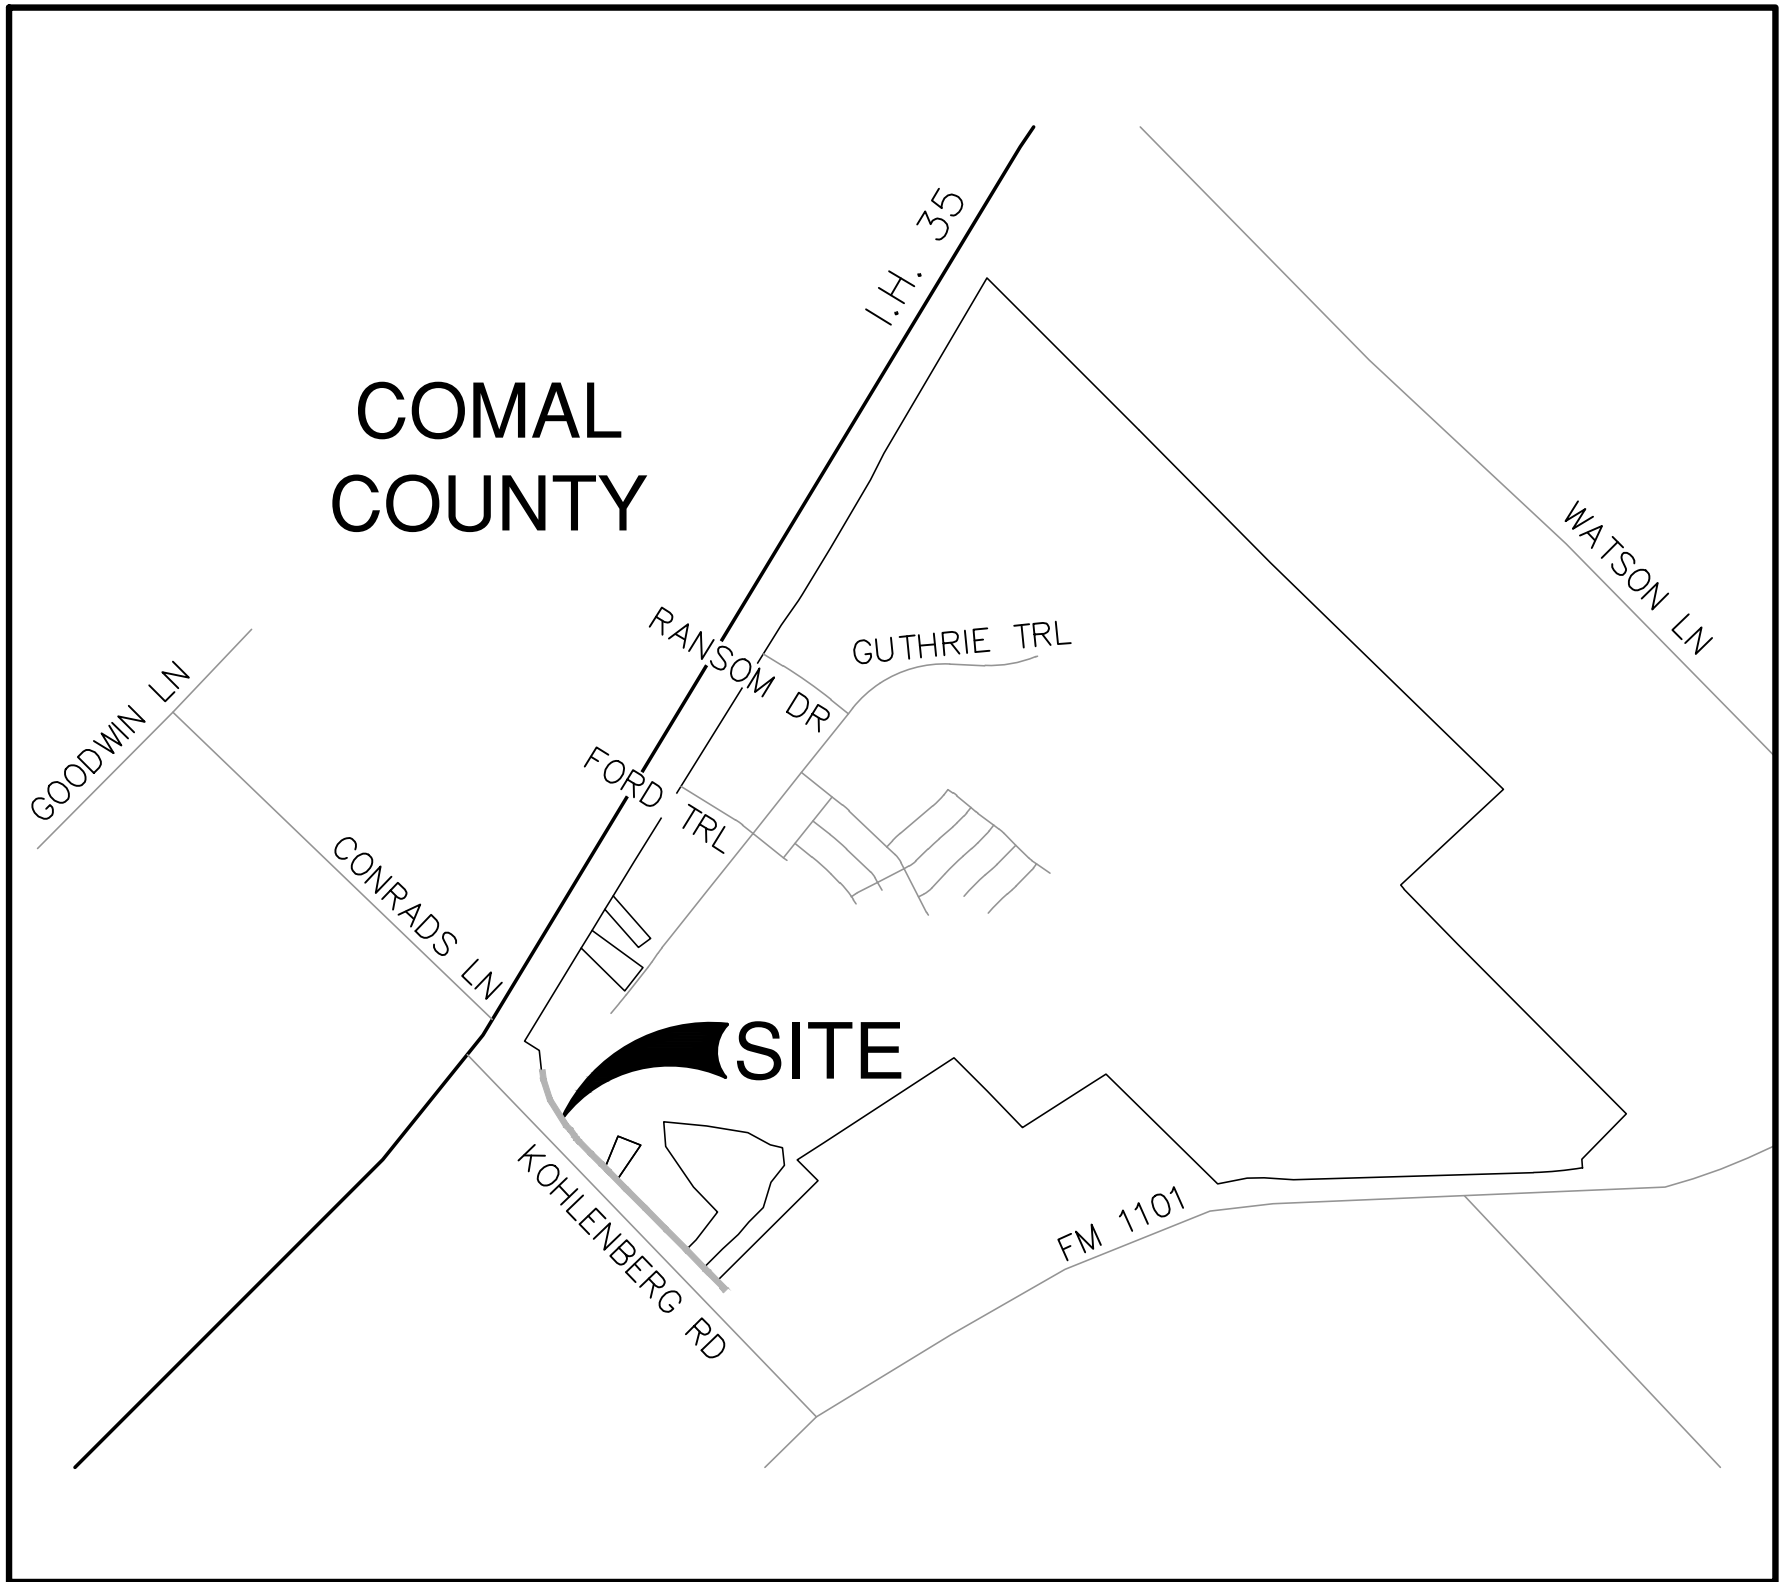 I.H. 35
COMAL
COUNTY
WATSON LN
RANSOM DR
GUTHRIE TRL
GOODWIN LN
FORD TRL
CONRADS LN
SITE
KOHLENBERG RD
FM 1101